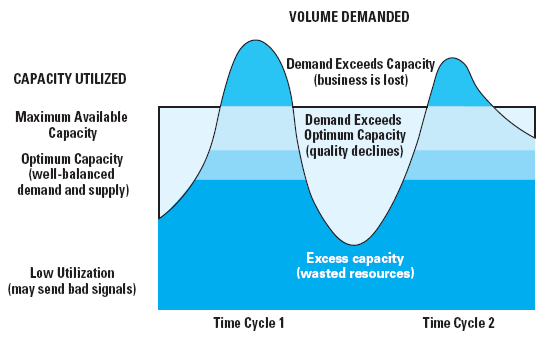 VOLUME DEMANDED
Demand Exceeds Capacity
(business is lost)
CAPACITY UTILIZED
Maximum Available
Capacity
Demand Exceeds
Optimum Capacity
(quality declines)
Optimum Capacity
(well-balanced
demand and supply)
Excess capacity
(wasted resources)
Low Utilization
(may send bad signals)
Time Cycle 1
Time Cycle 2